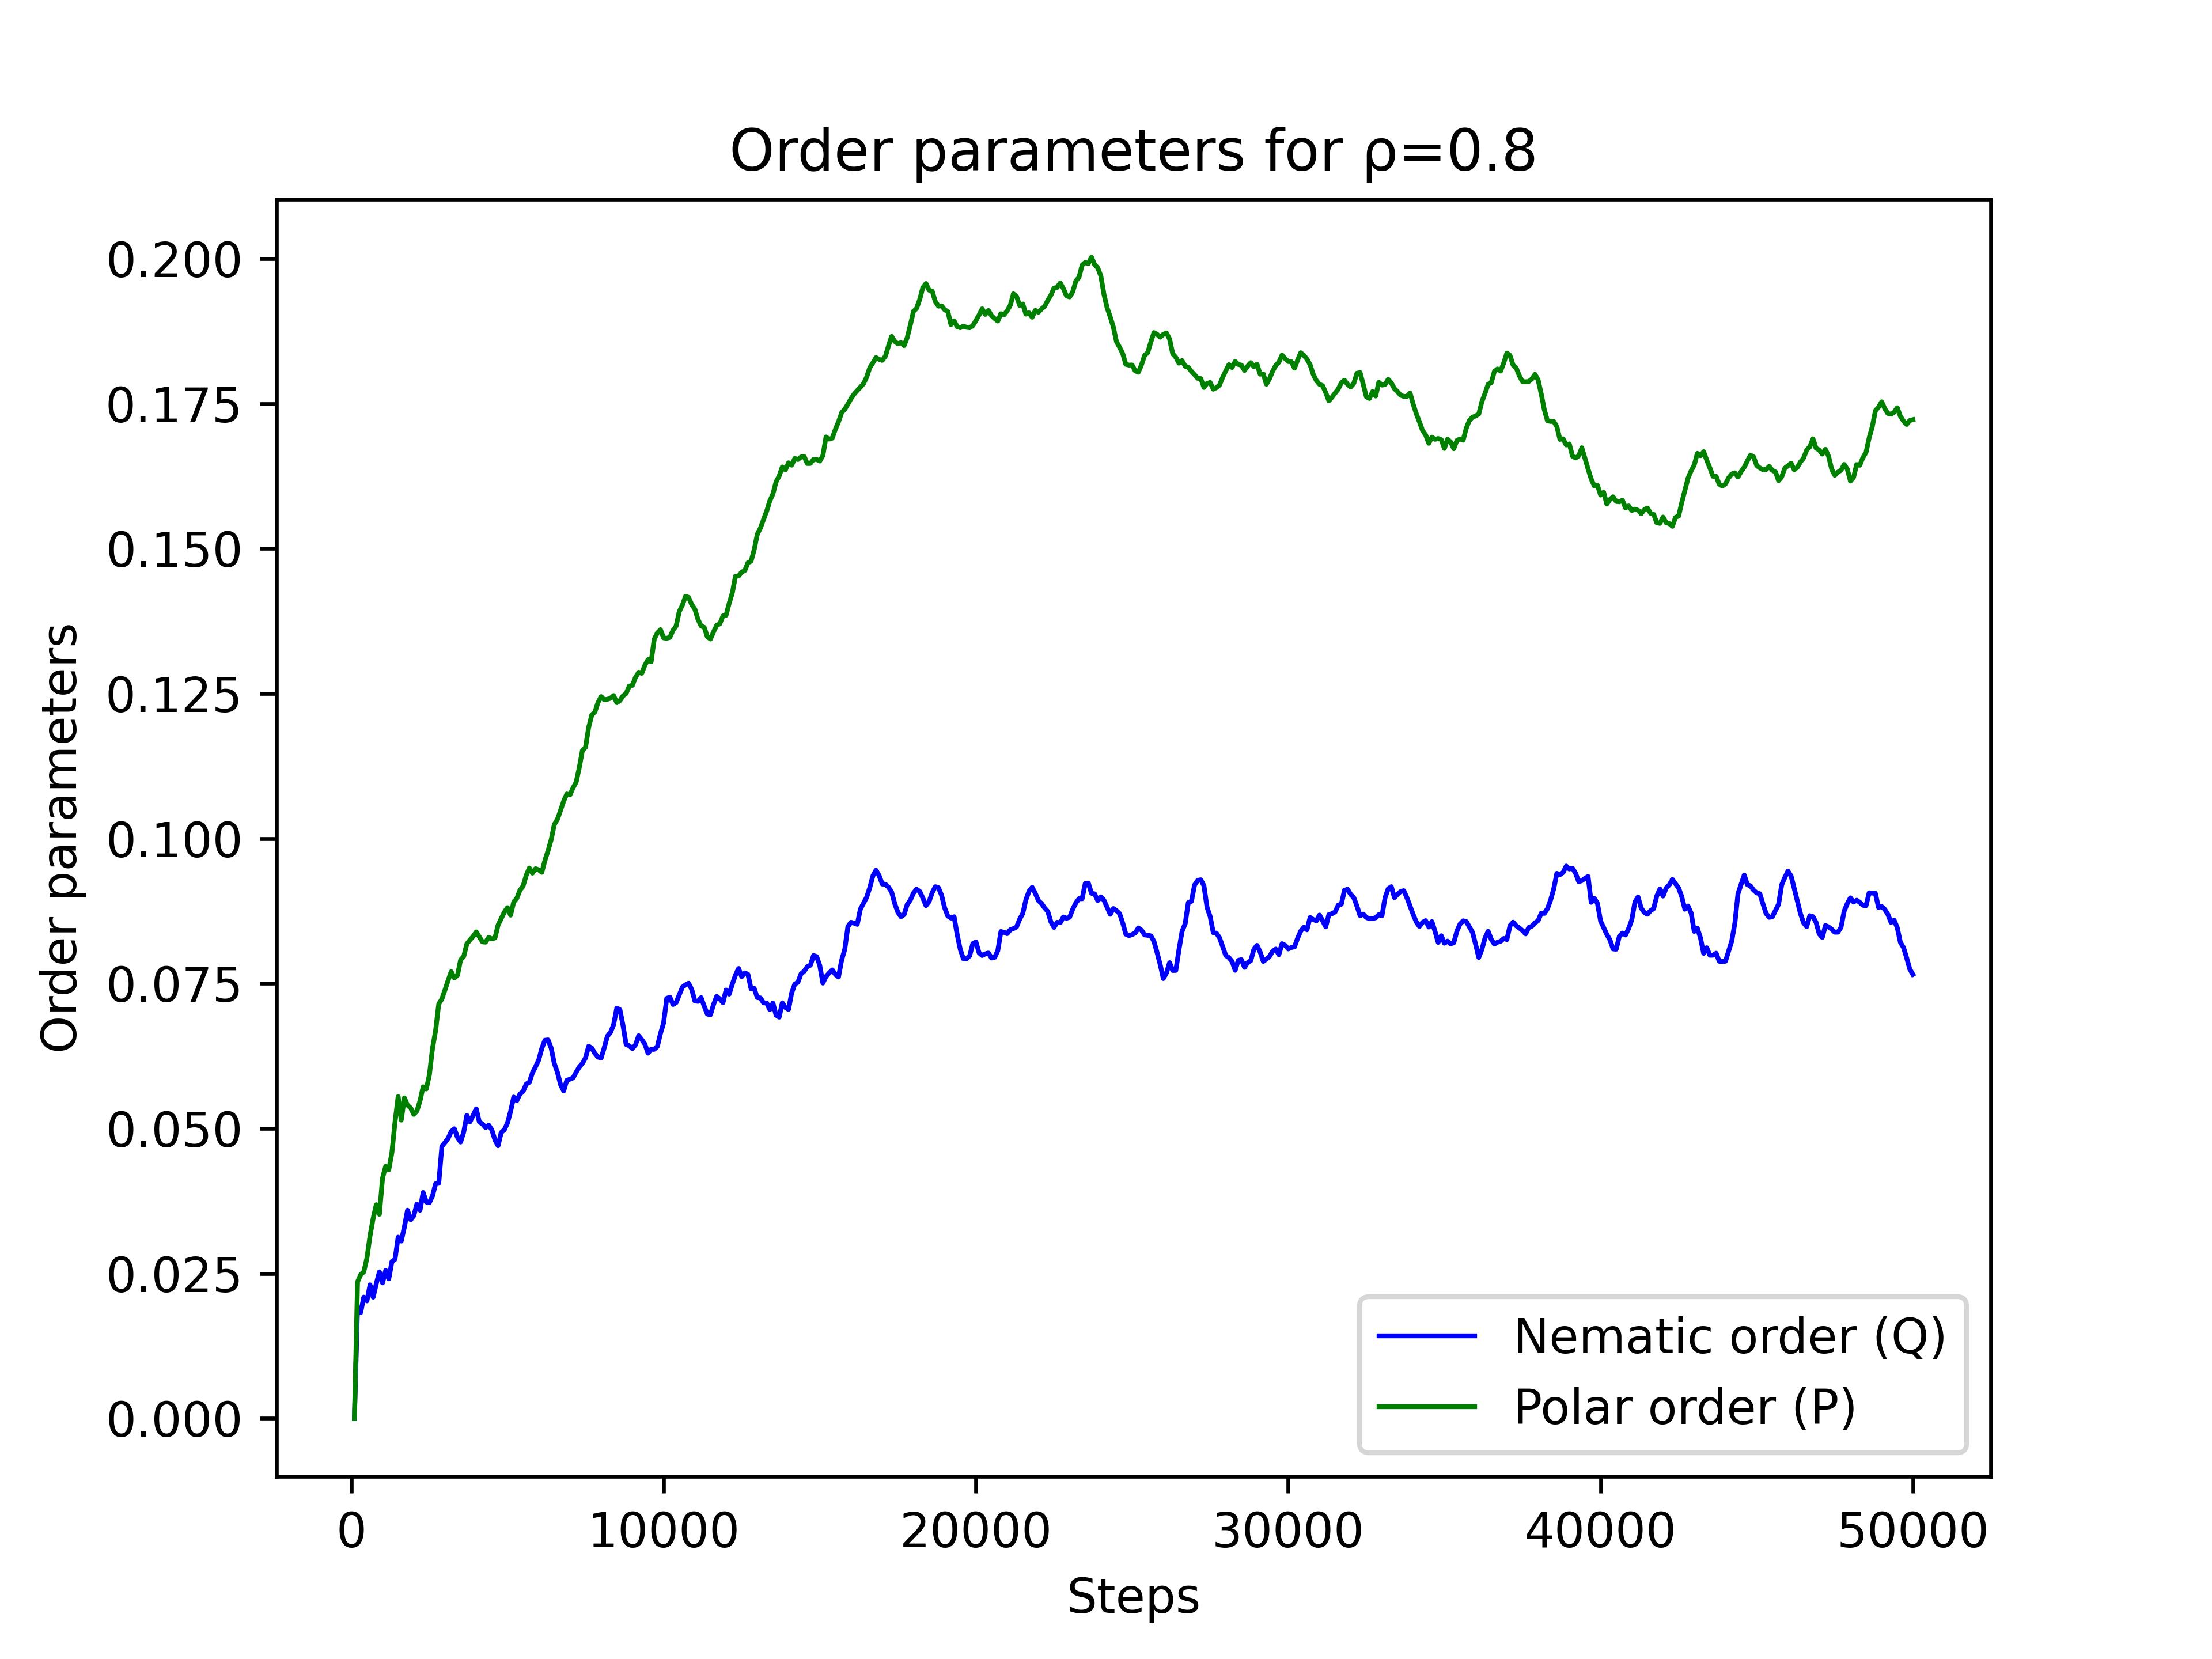 Order parameters for ρ=0.8
0.200
0.175
0.150
0.125
0.100
0.075
0.050
0.025
0.000
Order parameters
Nematic order (Q)
Polar order (P)
0 10000 20000 30000 40000 50000
Steps